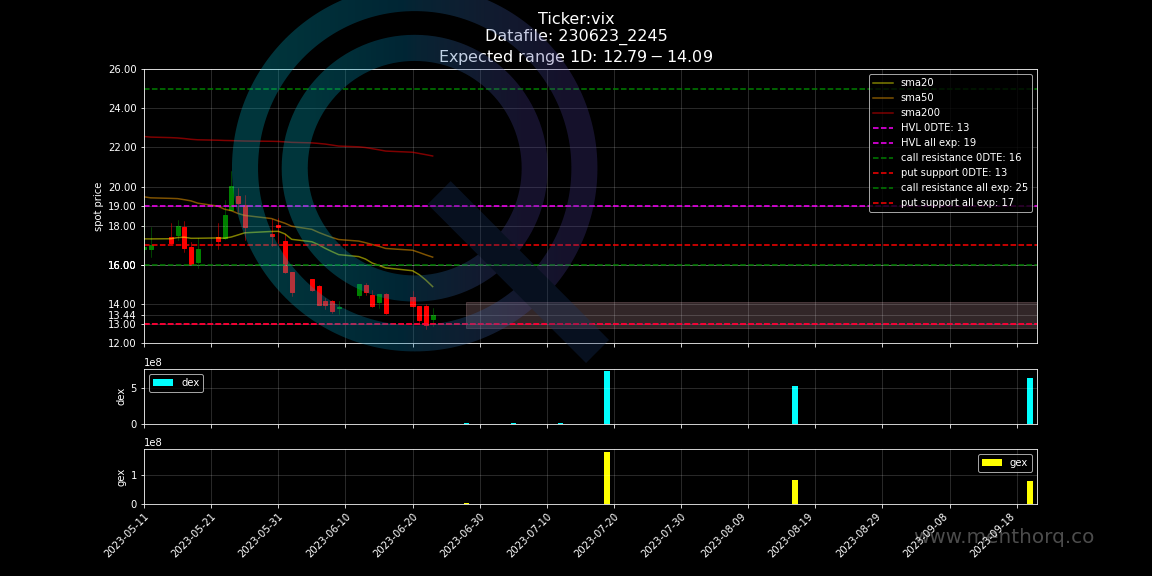 Ticker:vix
Datafile: 230623_2245
Expected range 1D: 12.79 − 14.09
26.00
24.00
22.00
20.00
19.00
18.00
17.00
16.00
14.00
13.44
13.00
12.00
spot price
sma20
sma50
sma200
HVL 0DTE: 13
HVL all exp: 19
call resistance 0DTE: 16
put support 0DTE: 13
call resistance all exp: 25
put support all exp: 17
1e8
5
0
dex
dex
1e8
1
0
gex
gex
2023-05-11
2023-05-21
2023-05-31
2023-06-10
2023-06-20
2023-06-30
2023-07-10
2023-07-20
2023-07-30
2023-08-09
2023-08-19
2023-08-29
2023-09-08
2023-09-18
www.menthorq.co